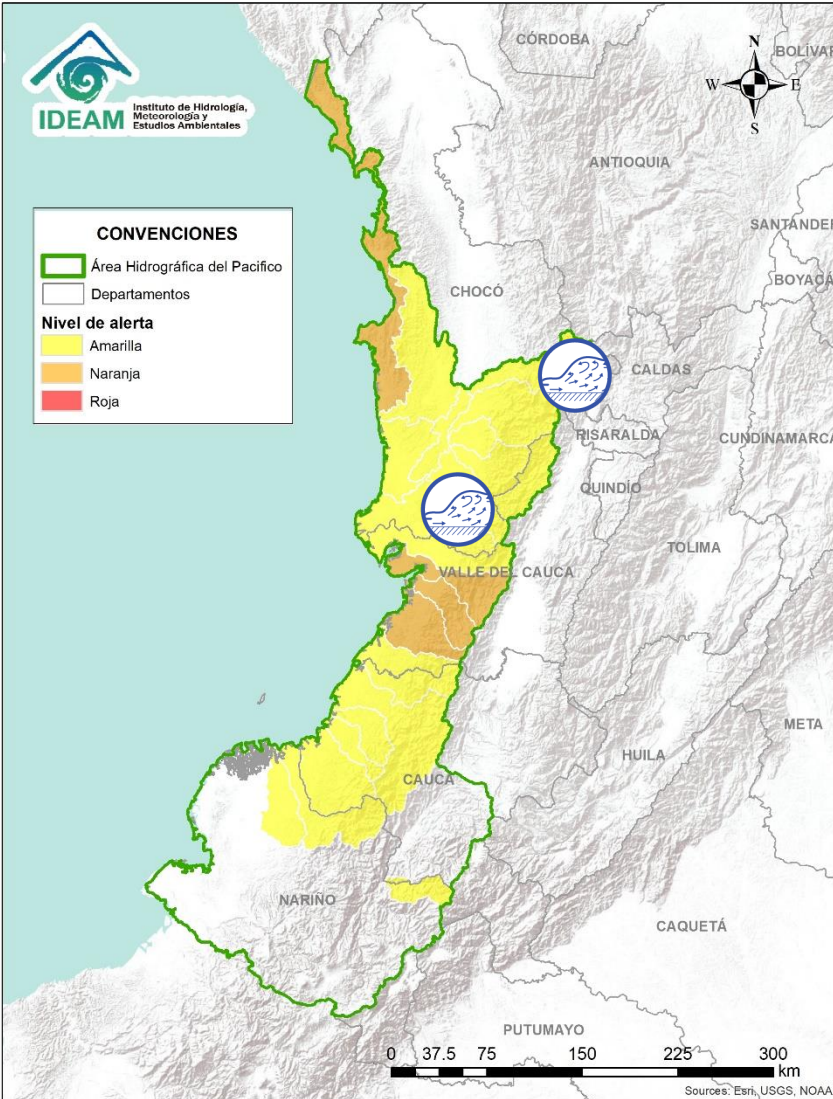 IDEAM
Instituto de Hidrología,
Meteorología y
Estudios Ambientales
CÓRDOBA
BOLÍVAR
N
W
E
S
ANTIOQUIA
SANTANDER
BOYACÁ
CONVENCIONES
Área Hidrográfica del Pacifico
Departamentos
Nivel de alerta
Amarilla
Naranja
Roja
CHOCÓ
CALDAS
RISARALDA
CUNDINAMARCA
QUINDÍO
TOLIMA
VALLE DEL CAUCA
META
HUILA
CAUCA
NARIÑO
CAQUETÁ
PUTUMAYO
0 37.5 75 150 225 300
km
Sources: Esri, USGS, NOAA